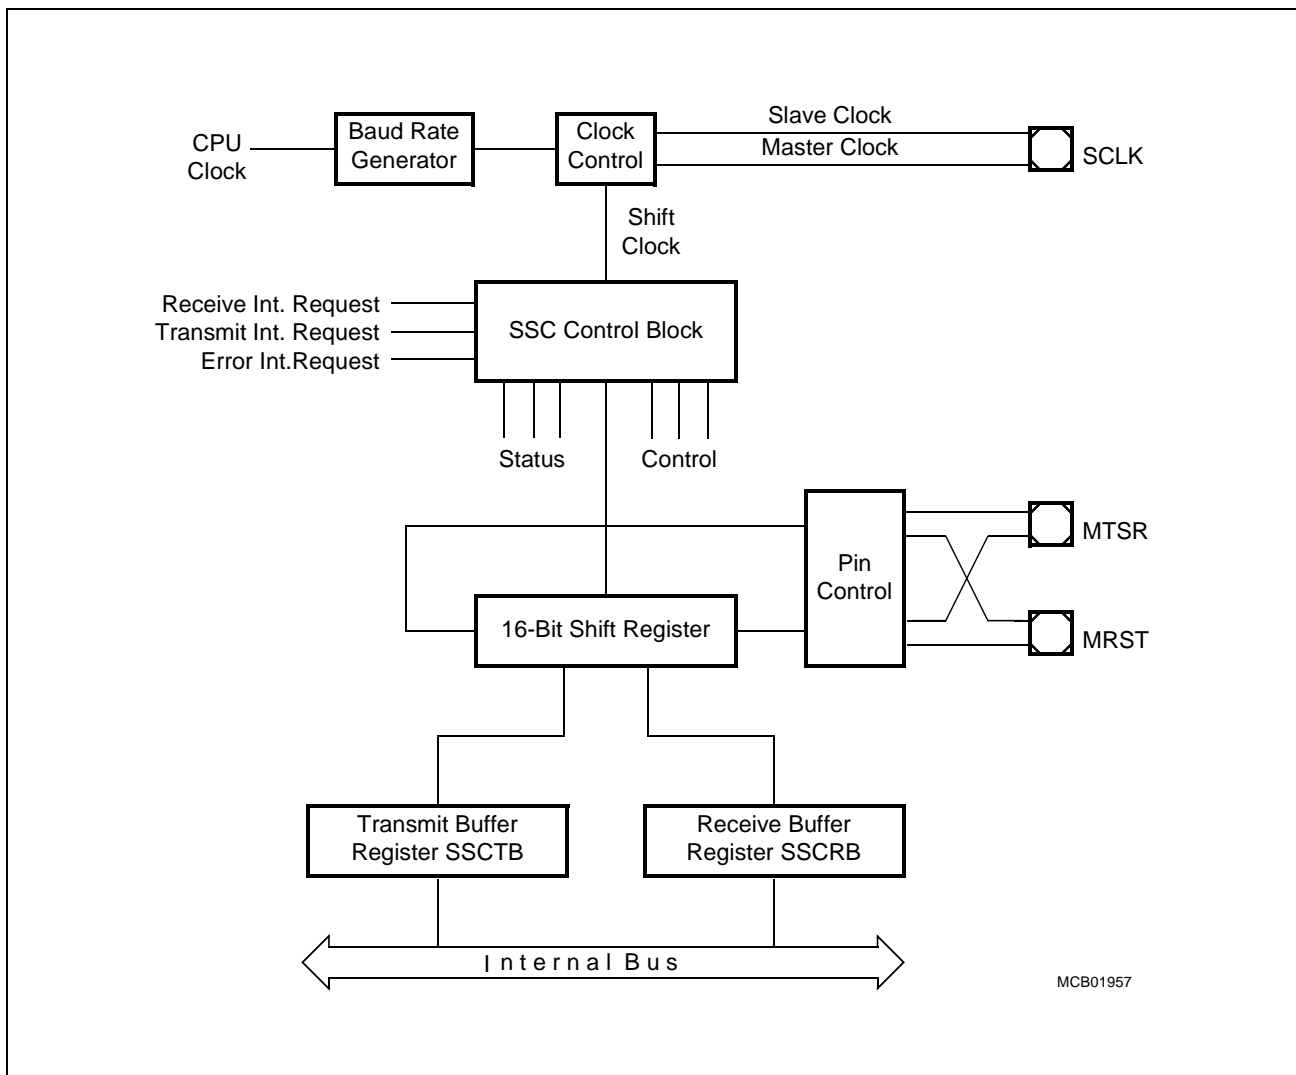 CPU
Clock
Baud Rate
Generator
Clock
Control
Slave Clock
Master Clock
SCLK
Shift
Clock
Receive Int. Request
Transmit Int. Request
Error Int.Request
SSC Control Block
Status
Control
Pin
Control
MTSR
MRST
16-Bit Shift Register
Transmit Buffer
Register SSCTB
Receive Buffer
Register SSCRB
Internal Bus
MCB01957